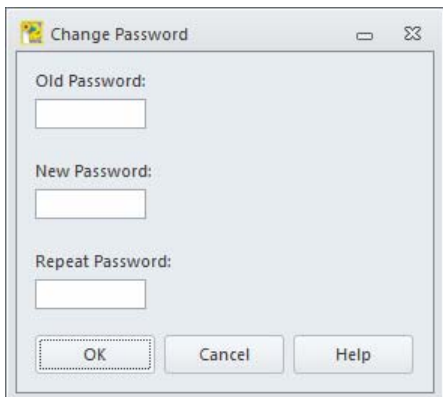 Change Password
Old Password:
New Password:
Repeat Password:
OK Cancel Help